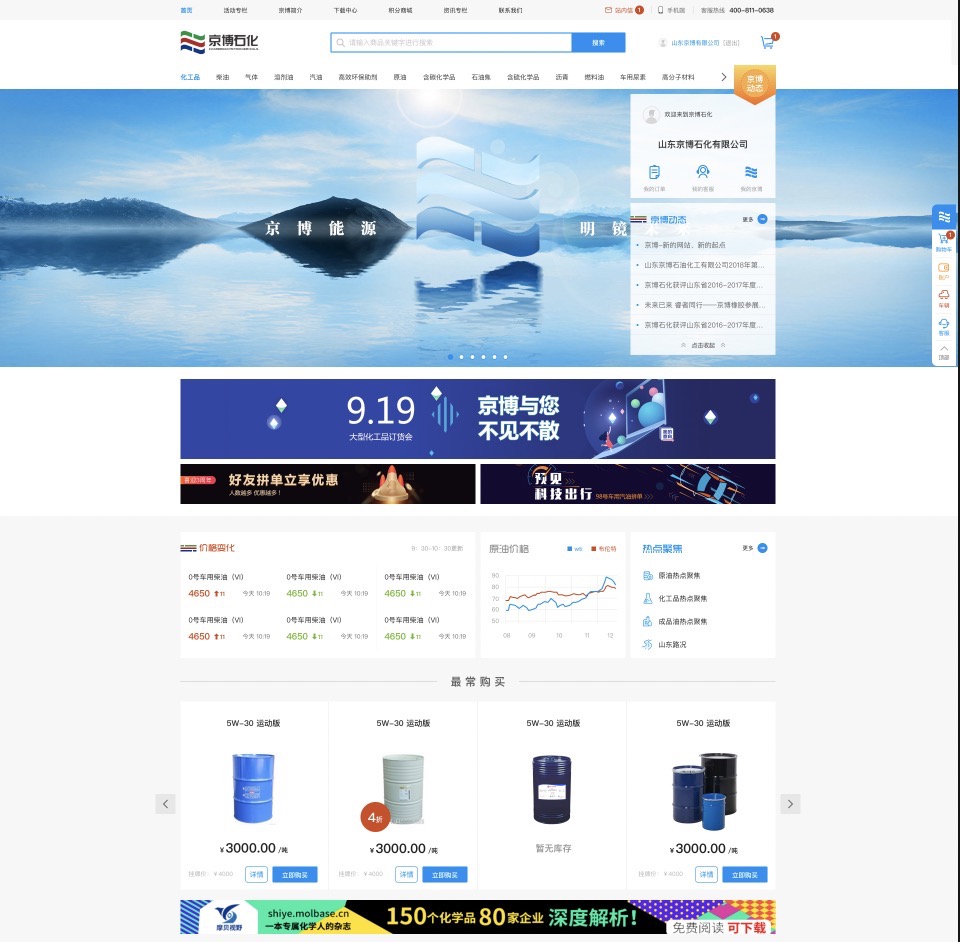 首页 活动专栏 京博简介 下载中心 积分商城 资讯专栏 联系我们 站内信 1 手机版 客服热线 400-811-0638
京博石化
请输入商品关键字进行搜索 搜索 山东京博有限公司 [退出] 1
化工品 柴油 气体 溶剂油 汽油 高效环保助剂 原油 含碳化学品 石油焦 含硫化学品 沥青 燃料油 车用尿素 高分子材料
京博
动态
欢迎来到京博石化
山东京博石化有限公司
我的订单 我的客服 我的京博
京博能源 明镜未来
京博动态 更多
京博-新的网站、新的起点
山东京博石油化工有限公司2018年第...
京博石化获评山东省2016-2017年度...
未来已来 睿者同行——京博橡胶参展...
京博石化获评山东省2016-2017年度...
点击收起
1
购物车
账户
车辆
客服
顶部
9.19
大型化工品订货会
京博与您
不见不散
好友拼单立享优惠
人数越多 优惠越多！
预见
科技出行
98号车用汽油拼单
价格变化 9：30-10：30更新
0号车用柴油（VI） 0号车用柴油（VI） 0号车用柴油（VI）
4650 11 今天 10:19 4650 11 今天 10:19 4650 11 今天 10:19
0号车用柴油（VI） 0号车用柴油（VI） 0号车用柴油（VI）
4650 11 今天 10:19 4650 11 今天 10:19 4650 11 今天 10:19
原油价格 wti 布伦特
90
80
70
60
50
08 09 10 11 12
热点聚焦 更多
原油热点聚焦
化工品热点聚焦
成品油热点聚焦
山东路况
最常购买
5W-30 运动版 5W-30 运动版 5W-30 运动版 5W-30 运动版
4折
¥3000.00 /吨 ¥3000.00 /吨 暂无库存 ¥3000.00 /吨
挂牌价：¥4000 详情 立即购买 挂牌价：¥4000 详情 立即购买 挂牌价：¥4000 详情 立即购买
摩贝视野
shiye.molbase.cn
一本专属化学人的杂志
150个化学品80家企业 深度解析！
免费阅读 可下载